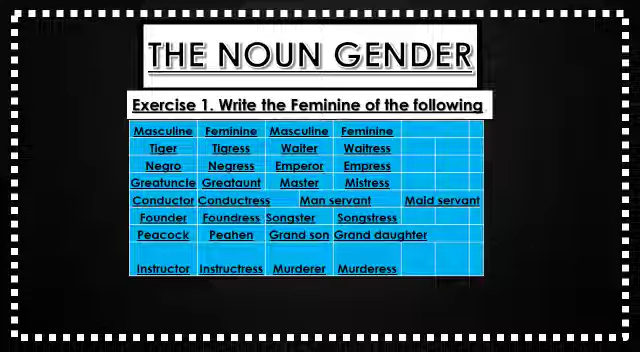 THE NOUN GENDER
Exercise 1. Write the Feminine of the following
Masculine Feminine Masculine Feminine
Tiger Tigress Waiter Waitress
Negro Negress Emperor Empress
Greatuncle Greataunt Master Mistress
Conductor Conductress Man servant Maid servant
Founder Foundress Songster Songstress
Peacock Peahen Grand son Grand daughter
Instructor Instructress Murderer Murderess